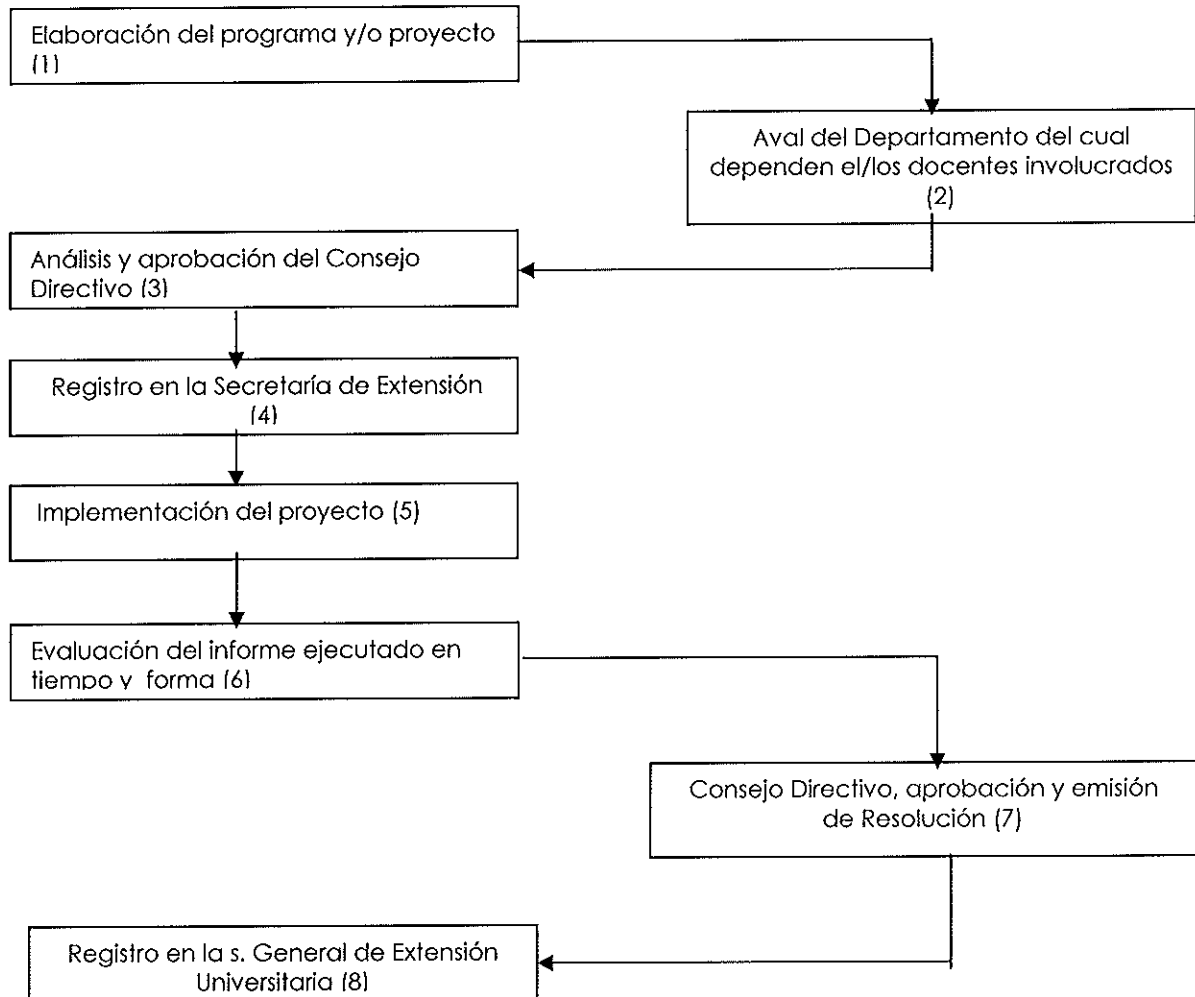 Elaboración del programa y/o proyecto
(1)
Aval del Departamento del cual
dependen el/los docentes involucrados
(2)
Análisis y aprobación del Consejo
Directivo (3)
Registro en la Secretaría de Extensión
(4)
Implementación del proyecto (5)
Evaluación del informe ejecutado en
tiempo y forma (6)
Consejo Directivo, aprobación y emisión
de Resolución (7)
Registro en la s. General de Extensión
Universitaria (8)